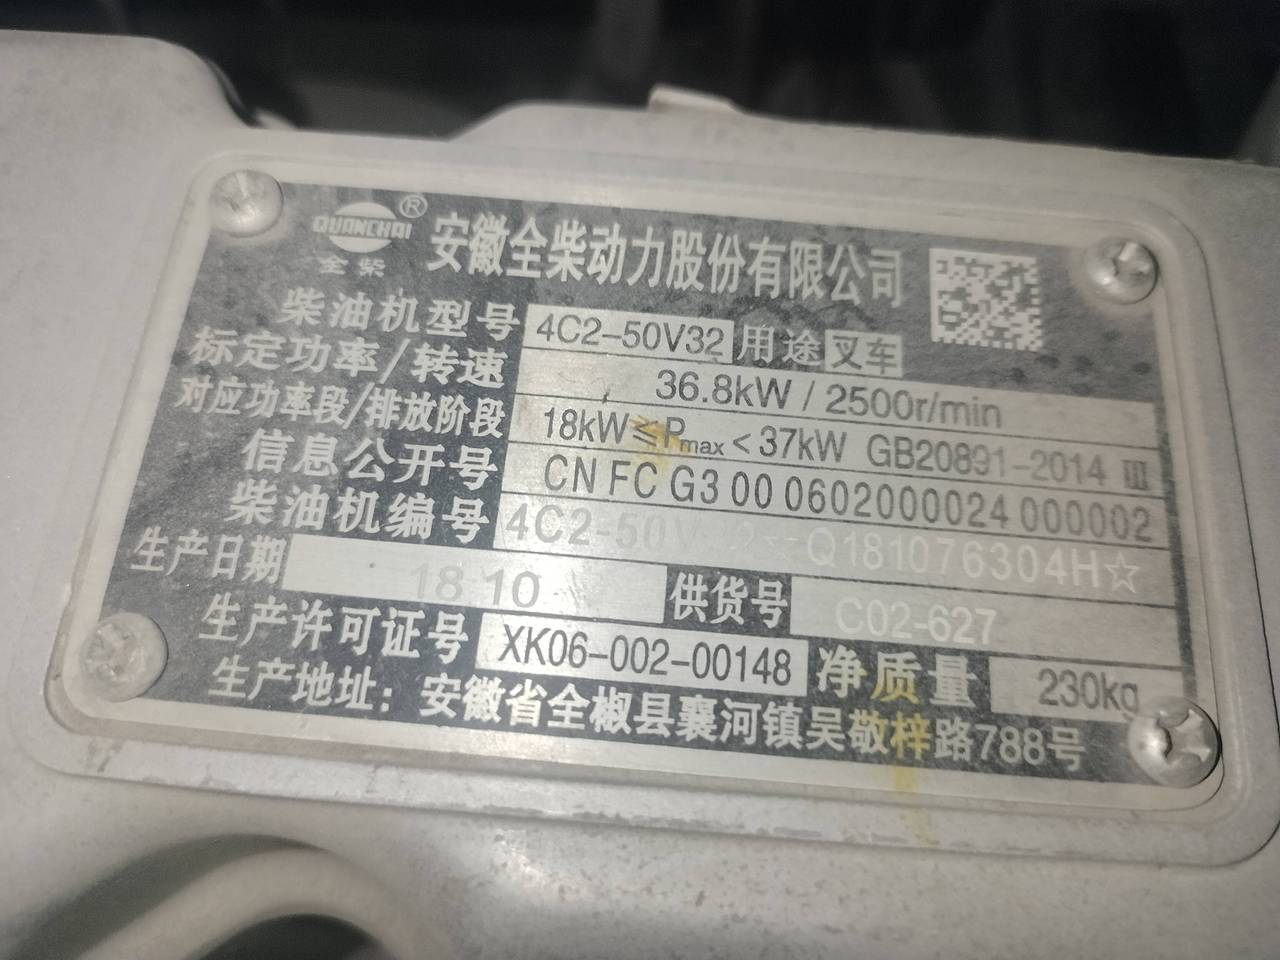 QUANCHAI ® 安徽全柴动力股份有限公司
全柴
柴油机型号 4C2-50V32 用途 叉车
标定功率/转速 36.8kW / 2500r/min
对应功率段/排放阶段 18kW≤Pmax<37kW GB20891-2014 Ⅲ
信息公开号 CN FC G3 00 0602000024 000002
柴油机编号 4C2-50V32--Q181076304H☆
生产日期 18 10 供货号 C02-627
生产许可证号 XK06-002-00148 净质量 230kg
生产地址：安徽省全椒县襄河镇吴敬梓路788号